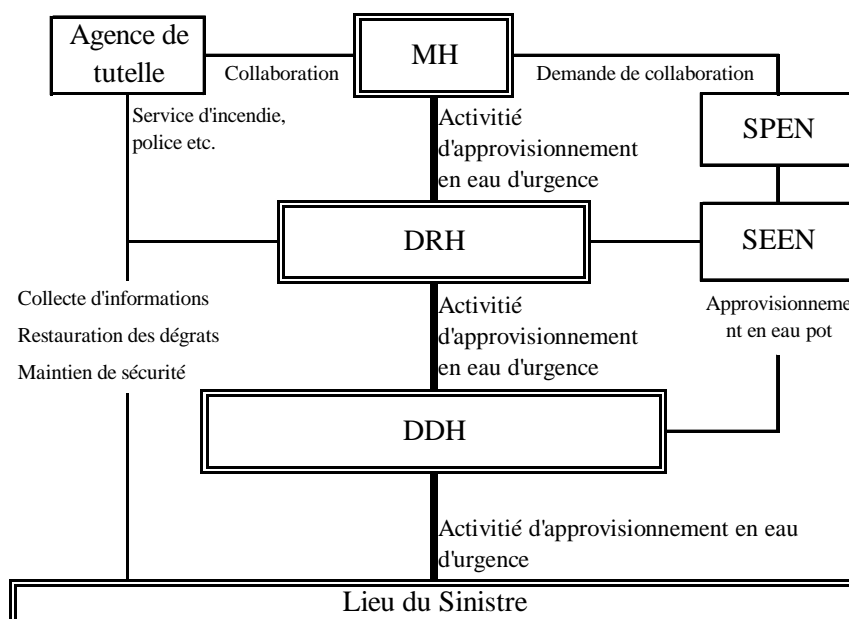 Agence de
tutelle
MH
Collaboration
Demande de collaboration
Service d'incendie,
police etc.
Activitié
d'approvisionnement
en eau d'urgence
SPEN
DRH
SEEN
Collecte d'informations
Restauration des dégrats
Maintien de sécurité
Activitié
d'approvisionnement
en eau d'urgence
Approvisionneme
nt en eau pot
DDH
Activitié d'approvisionnement en eau
d'urgence
Lieu du Sinistre